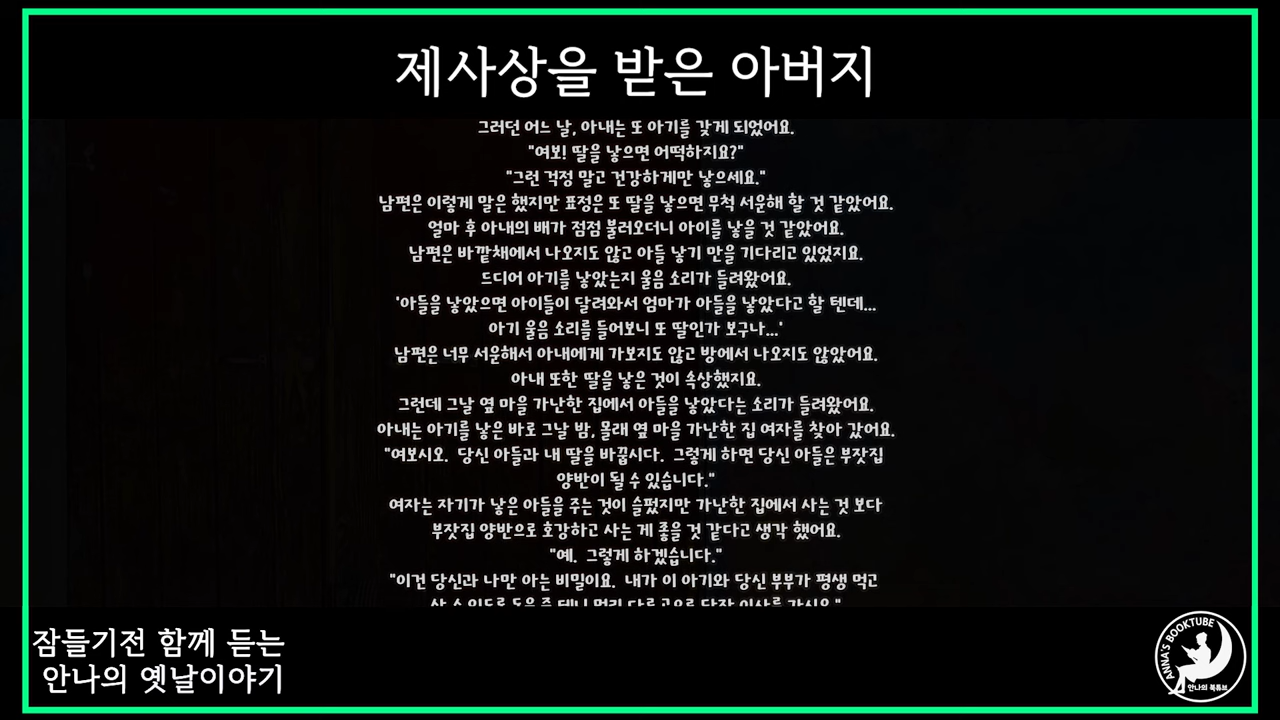 제사상을 받은 아버지
그러던 어느 날, 아내는 또 아기를 갖게 되었어요.
"여보! 딸을 낳으면 어떡하지요?"
"그런 걱정 말고 건강하게만 낳으세요."
남편은 이렇게 말은 했지만 표정은 또 딸을 낳으면 무척 서운해 할 것 같았어요.
얼마 후 아내의 배가 점점 불러오더니 아이를 낳을 것 같았어요.
남편은 바깥채에서 나오지도 않고 아들 낳기 만을 기다리고 있었지요.
드디어 아기를 낳았는지 울음 소리가 들려왔어요.
'아들을 낳았으면 아이들이 달려와서 엄마가 아들을 낳았다고 할 텐데...
아기 울음 소리를 들어보니 또 딸인가 보구나...'
남편은 너무 서운해서 아내에게 가보지도 않고 방에서 나오지도 않았어요.
아내 또한 딸을 낳은 것이 속상했지요.
그런데 그날 옆 마을 가난한 집에서 아들을 낳았다는 소리가 들려왔어요.
아내는 아기를 낳은 바로 그날 밤, 몰래 옆 마을 가난한 집 여자를 찾아 갔어요.
"여보시오. 당신 아들과 내 딸을 바꿉시다. 그렇게 하면 당신 아들은 부잣집
양반이 될 수 있습니다."
여자는 자기가 낳은 아들을 주는 것이 슬펐지만 가난한 집에서 사는 것 보다
부잣집 양반으로 호강하고 사는 게 좋을 것 같다고 생각 했어요.
"예. 그렇게 하겠습니다."
"이건 당신과 나만 아는 비밀이요. 내가 이 아기와 당신 부부가 평생 먹고
잠들기전 함께 듣는
안나의 옛날이야기
ANNA'S BOOKTUBE
안나의 북튜브